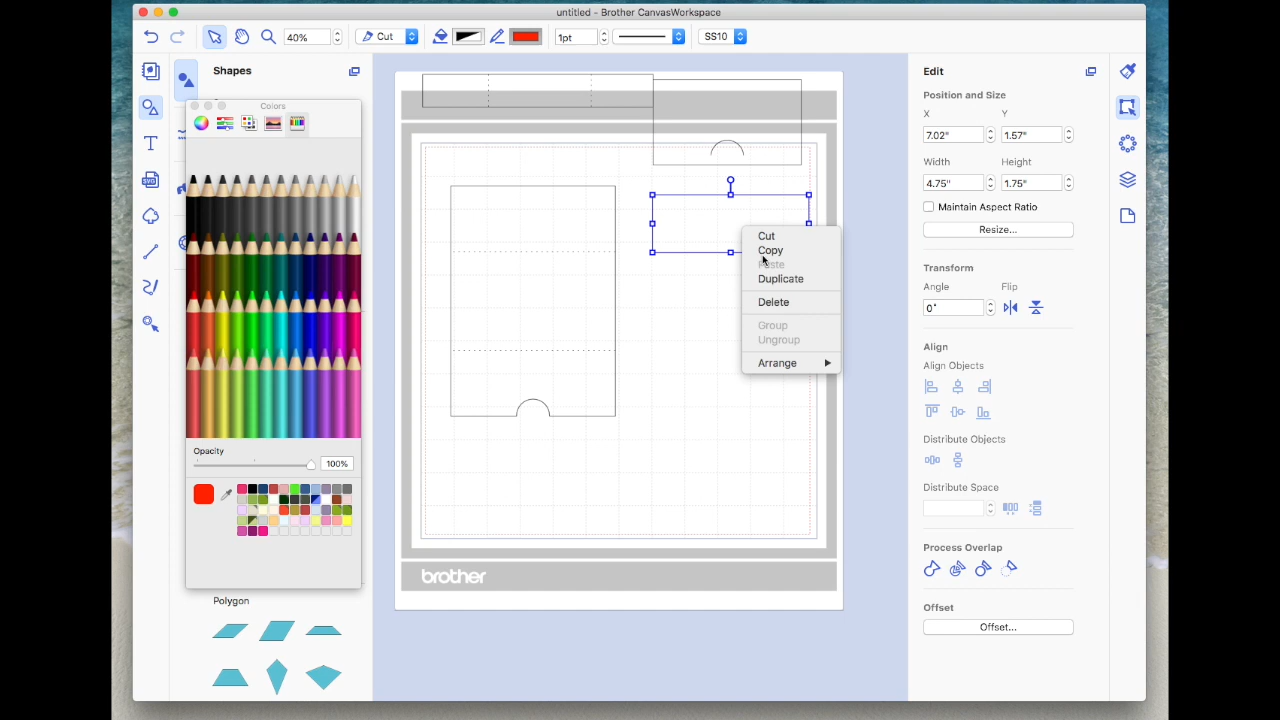 untitled - Brother CanvasWorkspace
40%
Cut
1pt
SS10
Shapes
Colors
Opacity
100%
Polygon
brother
Cut
Copy
Paste
Duplicate
Delete
Group
Ungroup
Arrange
Edit
Position and Size
X
Y
7.02"
1.57"
Width
Height
4.75"
1.75"
Maintain Aspect Ratio
Resize...
Transform
Angle
Flip
0°
Align
Align Objects
Distribute Objects
Distribute Space
Process Overlap
Offset
Offset...